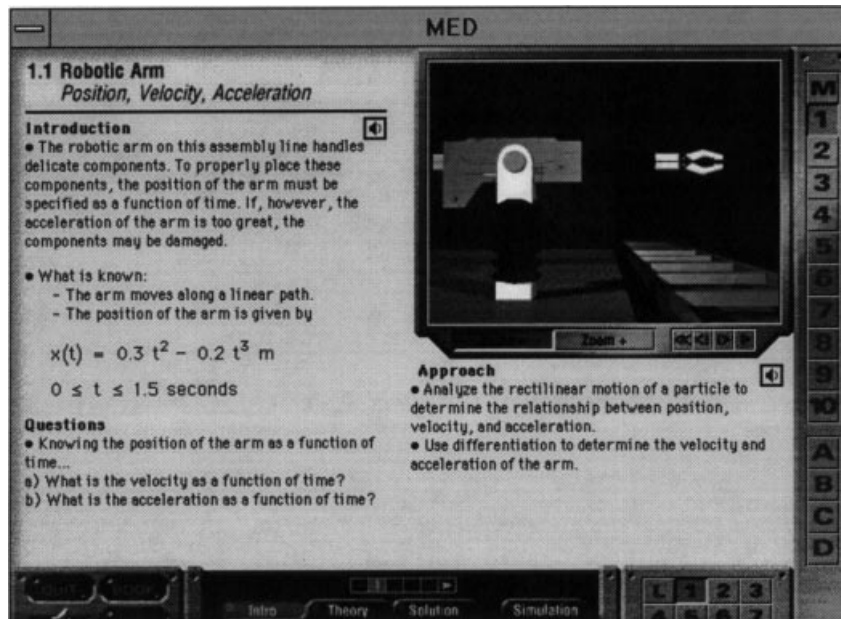 MED
1.1 Robotic Arm
Position, Velocity, Acceleration
Introduction
• The robotic arm on this assembly line handles
delicate components. To properly place these
components, the position of the arm must be
specified as a function of time. If, however, the
acceleration of the arm is too great, the
components may be damaged.
• What is known:
- The arm moves along a linear path.
- The position of the arm is given by
x(t) = 0.3 t² - 0.2 t³ m
0 ≤ t ≤ 1.5 seconds
Questions
• Knowing the position of the arm as a function of
time...
a) What is the velocity as a function of time?
b) What is the acceleration as a function of time?
Zoom +
Approach
• Analyze the rectilinear motion of a particle to
determine the relationship between position,
velocity, and acceleration.
• Use differentiation to determine the velocity and
acceleration of the arm.
M
1
2
3
4
5
6
7
8
9
10
A
B
C
D
QUIT
BOOK
Intro Theory Solution Simulation
L 1 2 3
4 5 6 7